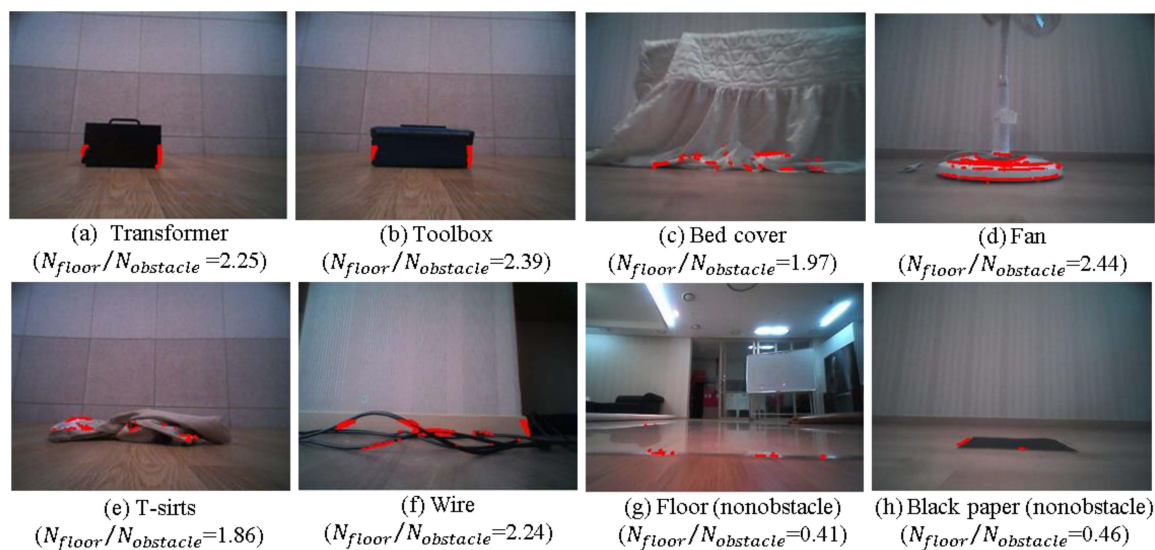 (a) Transformer
(N_floor/N_obstacle =2.25)
(b) Toolbox
(N_floor/N_obstacle=2.39)
(c) Bed cover
(N_floor/N_obstacle=1.97)
(d) Fan
(N_floor/N_obstacle=2.44)
(e) T-sirts
(N_floor/N_obstacle=1.86)
(f) Wire
(N_floor/N_obstacle=2.24)
(g) Floor (nonobstacle)
(N_floor/N_obstacle=0.41)
(h) Black paper (nonobstacle)
(N_floor/N_obstacle=0.46)